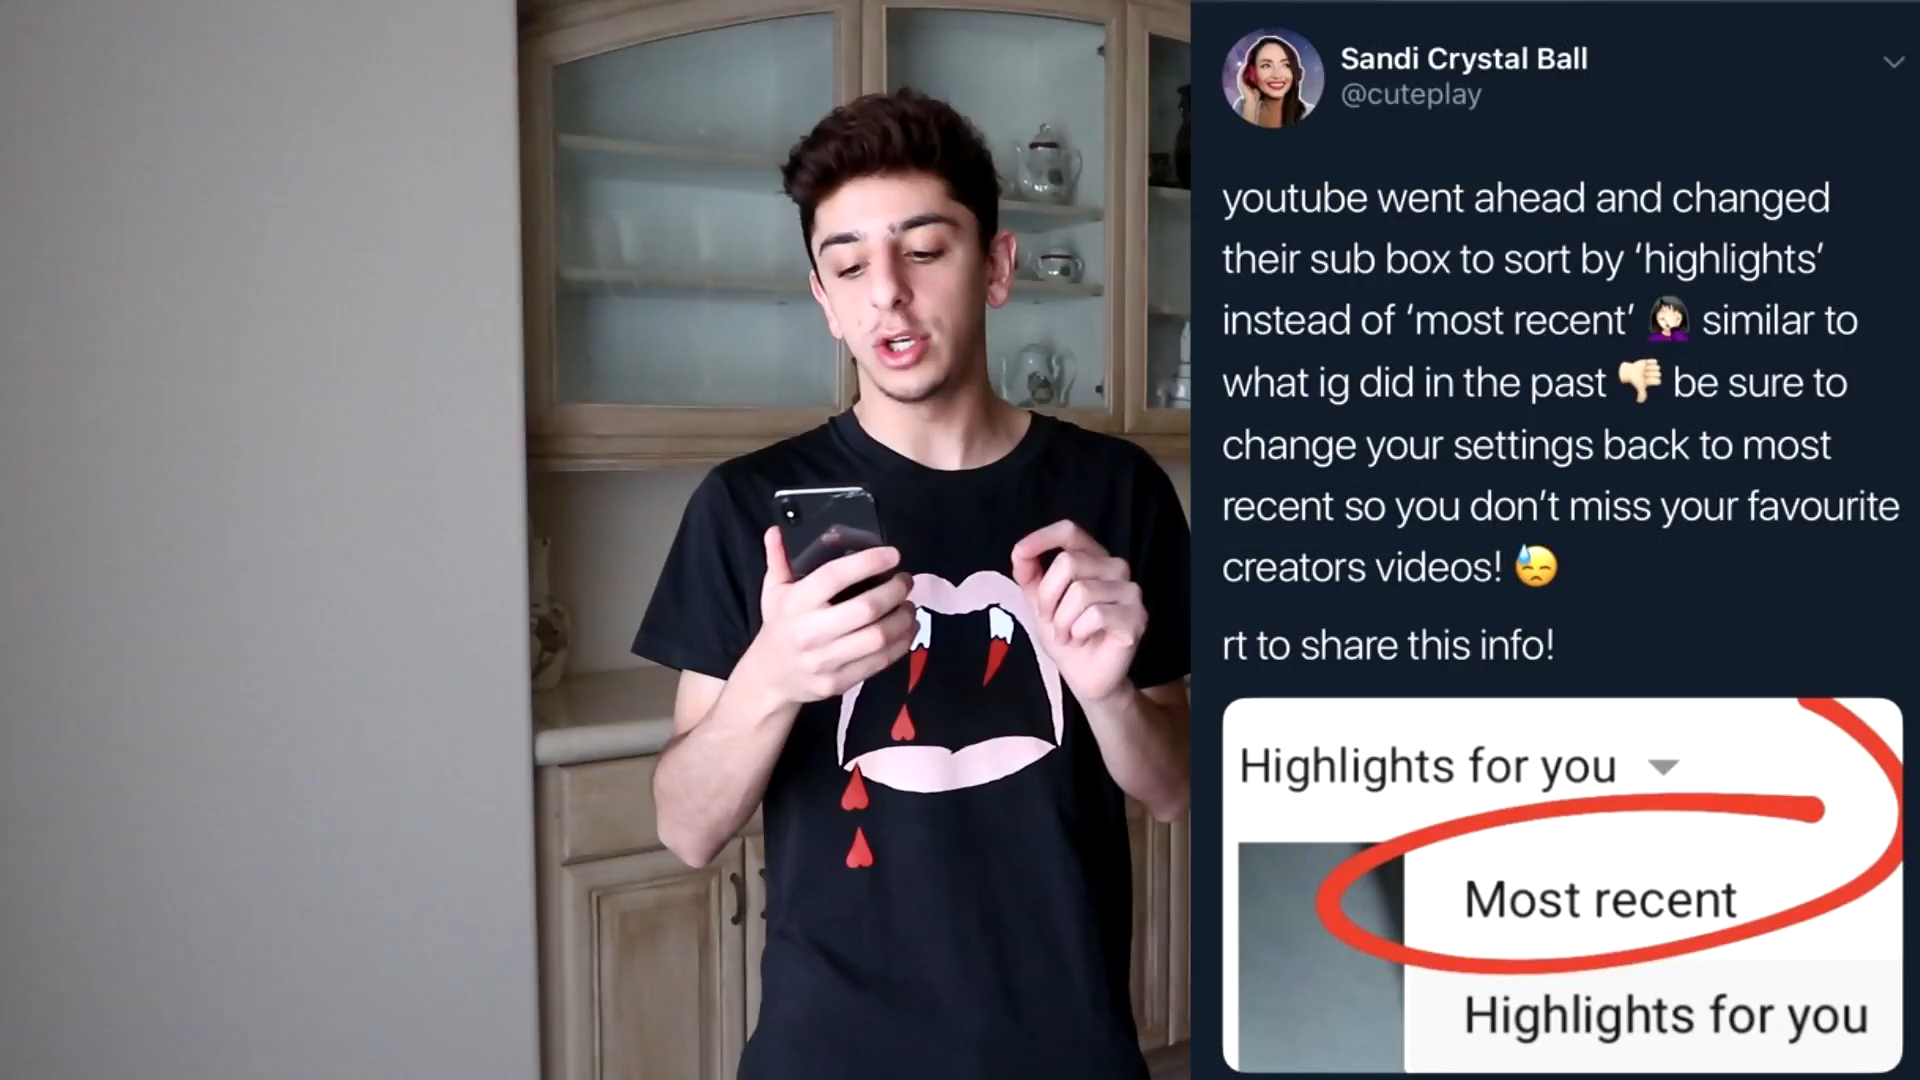 Sandi Crystal Ball
@cuteplay
youtube went ahead and changed
their sub box to sort by ‘highlights’
instead of ‘most recent’ 🤦🏻‍♀️ similar to
what ig did in the past 👎🏻 be sure to
change your settings back to most
recent so you don’t miss your favourite
creators videos! 😓
rt to share this info!
Highlights for you
Most recent
Highlights for you